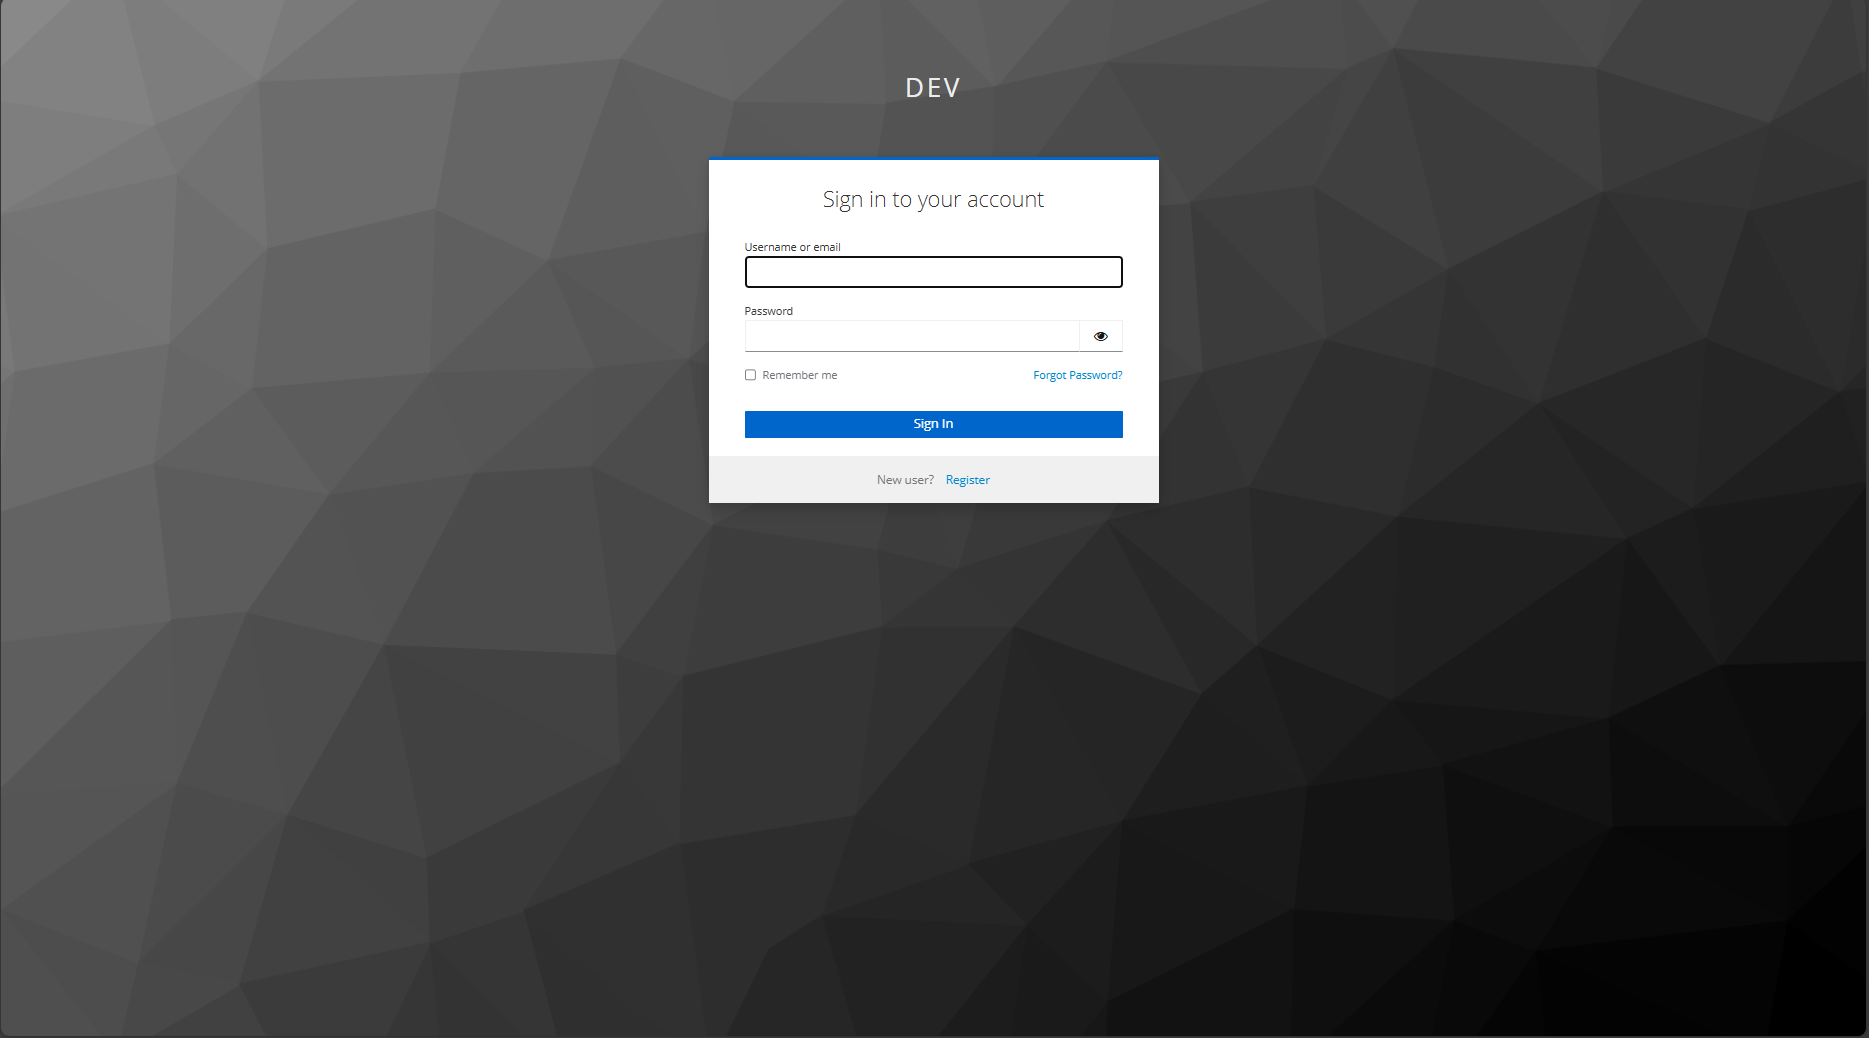 DEV
Sign in to your account
Username or email
Password
Remember me
Forgot Password?
Sign In
New user? Register